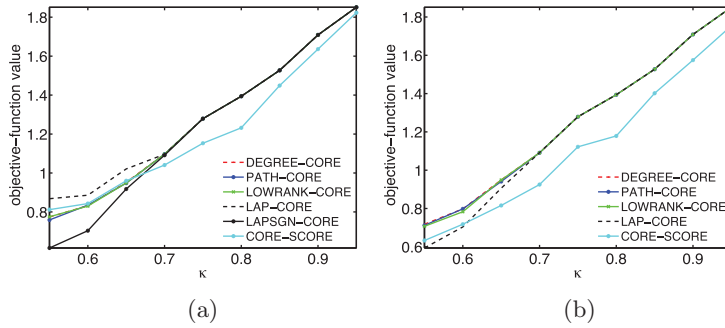 objective−function value
1.8
1.6
1.4
1.2
1
0.8
0.6
0.7
0.8
0.9
κ
DEGREE−CORE
PATH−CORE
LOWRANK−CORE
LAP−CORE
LAPSGN−CORE
CORE−SCORE
(a)
objective−function value
1.8
1.6
1.4
1.2
1
0.8
0.6
0.6
0.7
0.8
0.9
κ
DEGREE−CORE
PATH−CORE
LOWRANK−CORE
LAP−CORE
CORE−SCORE
(b)